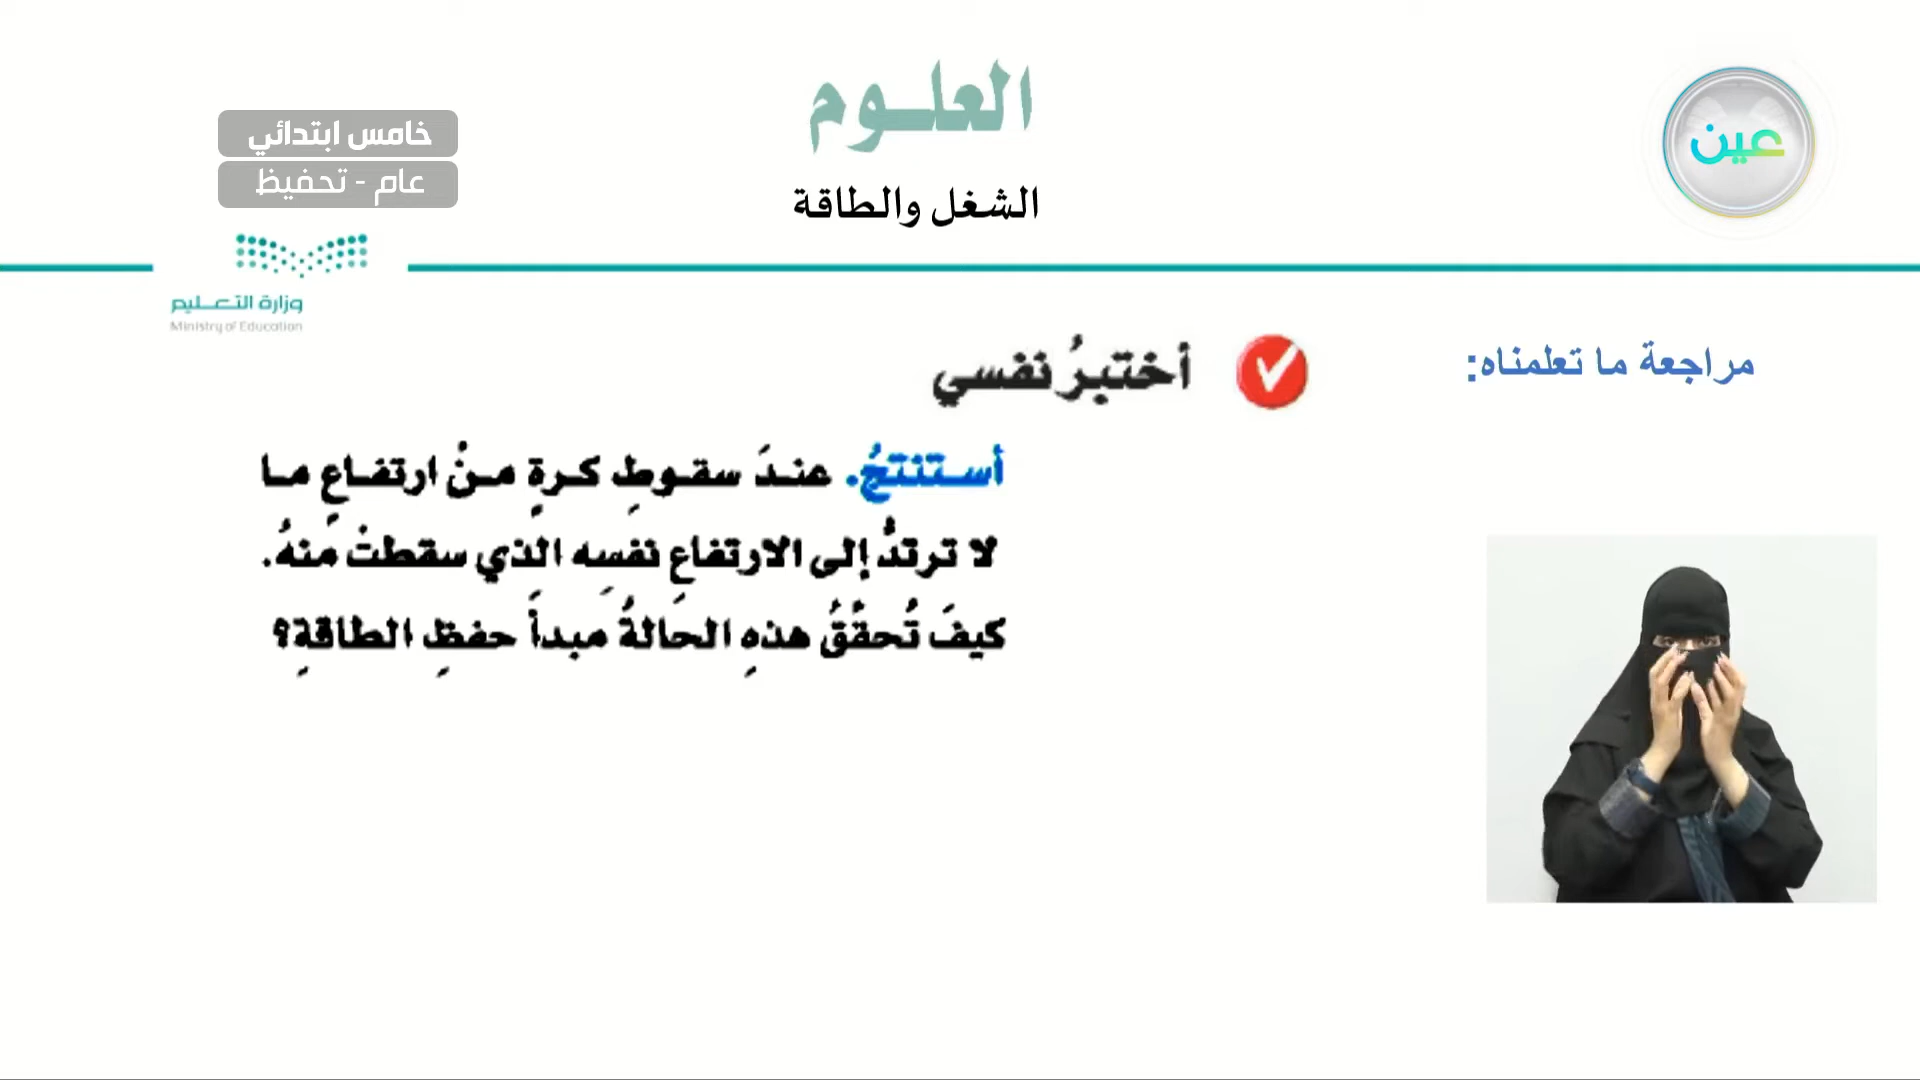 العلوم
الشغل والطاقة
عين
خامس ابتدائي
عام - تحفيظ
وزارة التعليم
Ministry of Education
مراجعة ما تعلمناه:
أختبرُ نفسي
أستنتجُ. عندَ سقوطِ كرةٍ منْ ارتفاعٍ ما
لا ترتدُّ إلى الارتفاعِ نفسِه الذي سقطتْ منهُ.
كيفَ تُحقِّقُ هذهِ الحالةُ مبدأَ حفظِ الطاقةِ؟